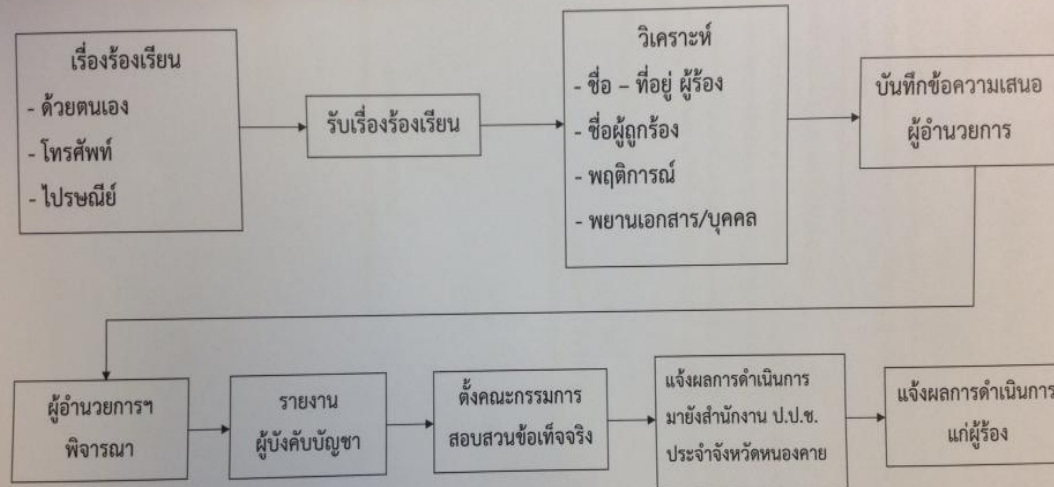 เรื่องร้องเรียน
- ด้วยตนเอง
- โทรศัพท์
- ไปรษณีย์
รับเรื่องร้องเรียน
วิเคราะห์
- ชื่อ – ที่อยู่ ผู้ร้อง
- ชื่อผู้ถูกร้อง
- พฤติการณ์
- พยานเอกสาร/บุคคล
บันทึกข้อความเสนอ
ผู้อำนวยการ
ผู้อำนวยการฯ
พิจารณา
รายงาน
ผู้บังคับบัญชา
ตั้งคณะกรรมการ
สอบสวนข้อเท็จจริง
แจ้งผลการดำเนินการ
มายังสำนักงาน ป.ป.ช.
ประจำจังหวัดหนองคาย
แจ้งผลการดำเนินการ
แก่ผู้ร้อง